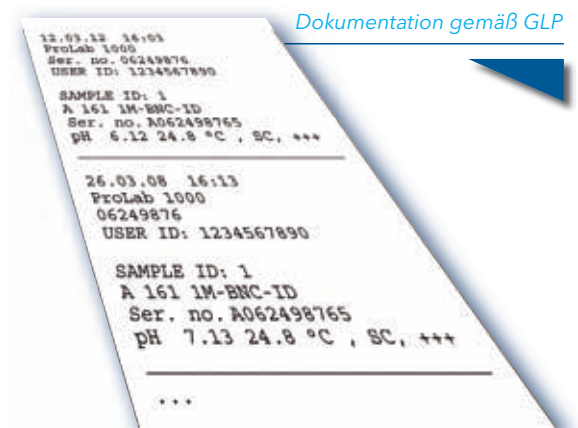 Dokumentation gemäß GLP
12.03.12 16:03
ProLab 1000
Ser. no. 06249876
USER ID: 1234567890
SAMPLE ID: 1
A 161 1M-BNC-ID
Ser. no. A062498765
pH 6.12 24.8 °C , SC, +++
26.03.08 16:13
ProLab 1000
06249876
USER ID: 1234567890
SAMPLE ID: 1
A 161 1M-BNC-ID
Ser. no. A062498765
pH 7.13 24.8 °C , SC, +++
...